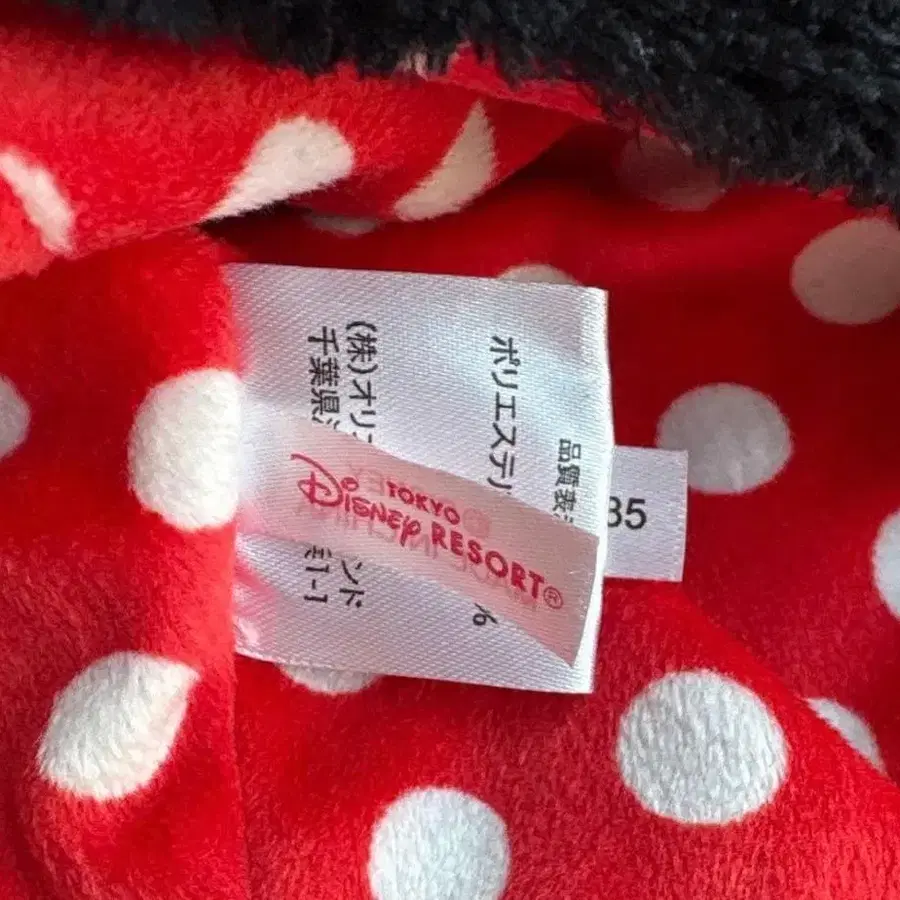 品質表
ポリエステル
%
(株)オリ
ンド
千葉県
1-1
TOKYO
DISNEY RESORT®
85